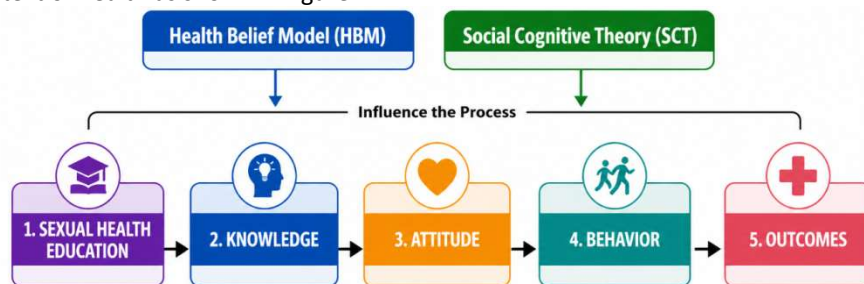 Health Belief Model (HBM)
Social Cognitive Theory (SCT)
Influence the Process
1. SEXUAL HEALTH
EDUCATION
2. KNOWLEDGE
3. ATTITUDE
4. BEHAVIOR
5. OUTCOMES